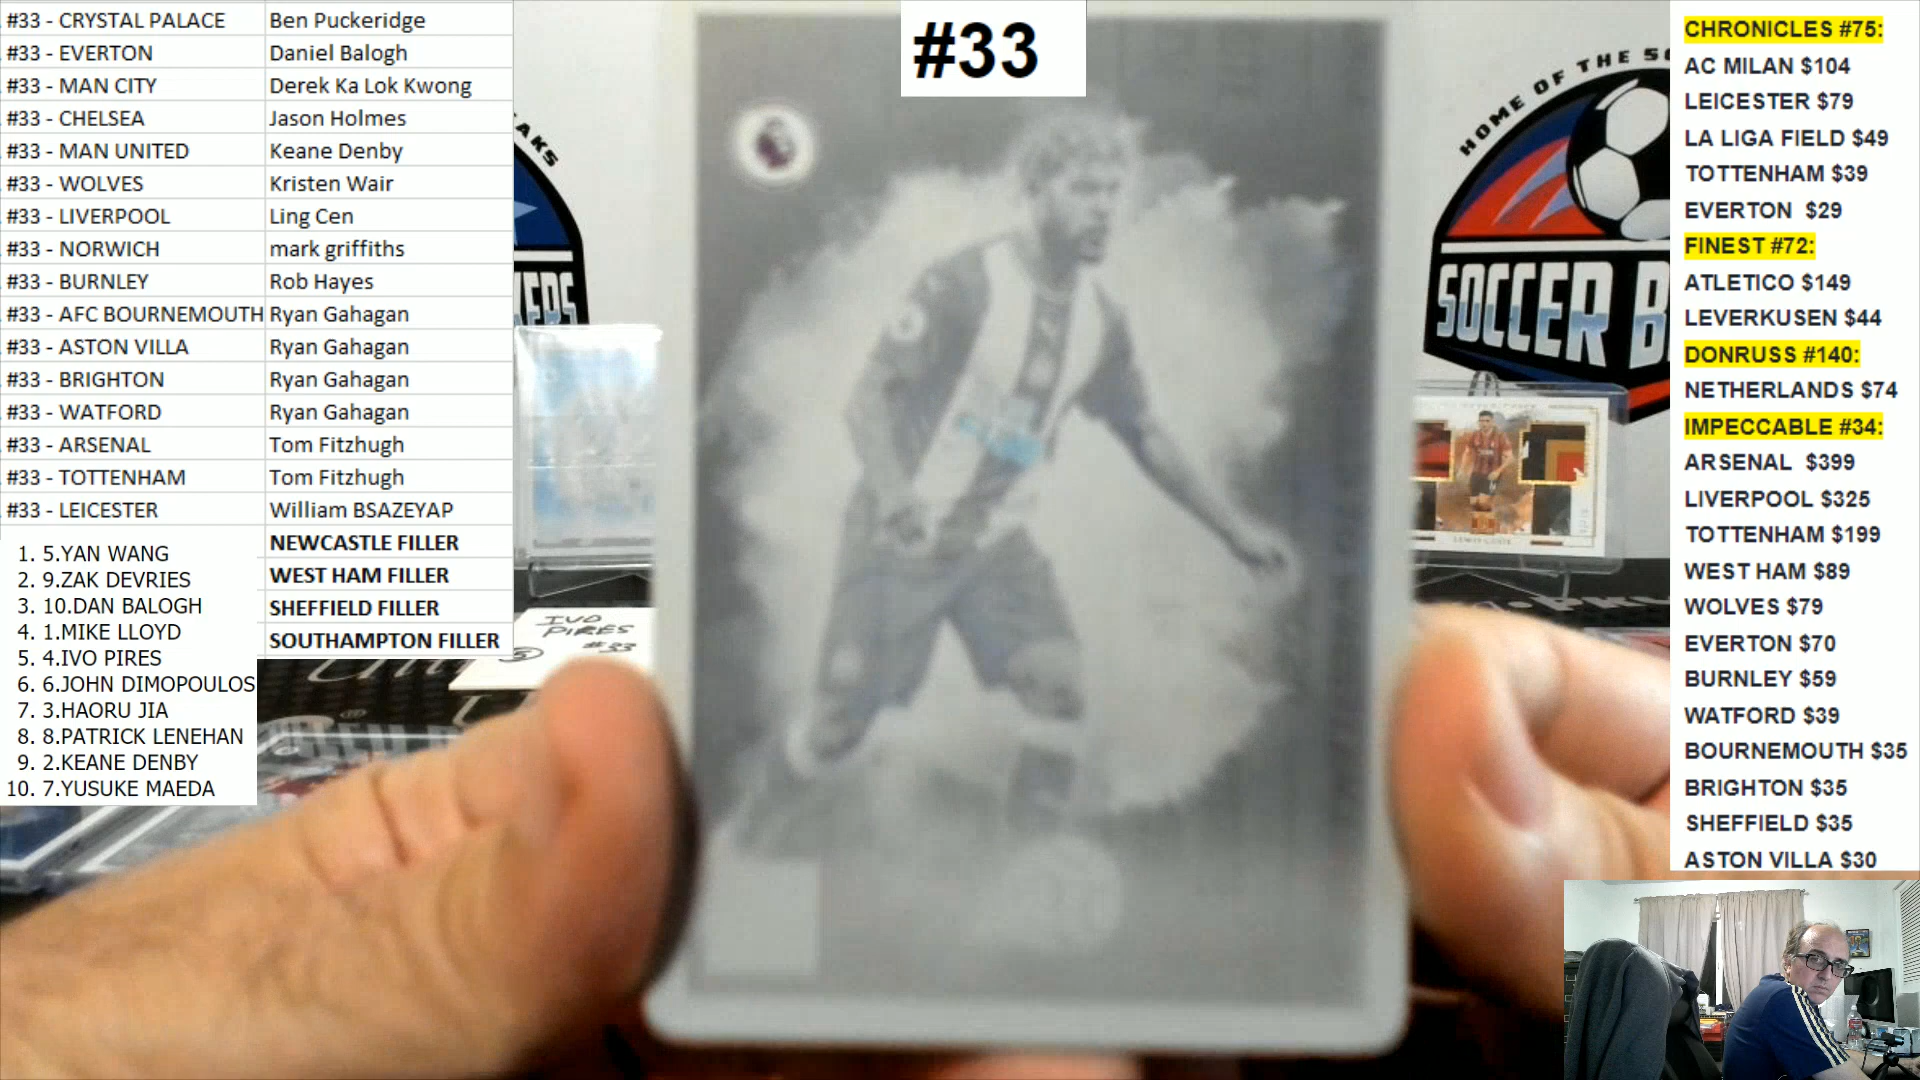 #33 - CRYSTAL PALACE Ben Puckeridge
#33 - EVERTON Daniel Balogh
#33 - MAN CITY Derek Ka Lok Kwong
#33 - CHELSEA Jason Holmes
#33 - MAN UNITED Keane Denby
#33 - WOLVES Kristen Wair
#33 - LIVERPOOL Ling Cen
#33 - NORWICH mark griffiths
#33 - BURNLEY Rob Hayes
#33 - AFC BOURNEMOUTH Ryan Gahagan
#33 - ASTON VILLA Ryan Gahagan
#33 - BRIGHTON Ryan Gahagan
#33 - WATFORD Ryan Gahagan
#33 - ARSENAL Tom Fitzhugh
#33 - TOTTENHAM Tom Fitzhugh
#33 - LEICESTER William BSAZEYAP
NEWCASTLE FILLER
WEST HAM FILLER
SHEFFIELD FILLER
SOUTHAMPTON FILLER
1. 5.YAN WANG
2. 9.ZAK DEVRIES
3. 10.DAN BALOGH
4. 1.MIKE LLOYD
5. 4.IVO PIRES
6. 6.JOHN DIMOPOULOS
7. 3.HAORU JIA
8. 8.PATRICK LENEHAN
9. 2.KEANE DENBY
10. 7.YUSUKE MAEDA
#33
AKS
KERS
IVO
PIRES
#33
5
HOME OF THE SO
SOCCER B
CHRONICLES #75:
AC MILAN $104
LEICESTER $79
LA LIGA FIELD $49
TOTTENHAM $39
EVERTON $29
FINEST #72:
ATLETICO $149
LEVERKUSEN $44
DONRUSS #140:
NETHERLANDS $74
IMPECCABLE #34:
ARSENAL $399
LIVERPOOL $325
TOTTENHAM $199
WEST HAM $89
WOLVES $79
EVERTON $70
BURNLEY $59
WATFORD $39
BOURNEMOUTH $35
BRIGHTON $35
SHEFFIELD $35
ASTON VILLA $30